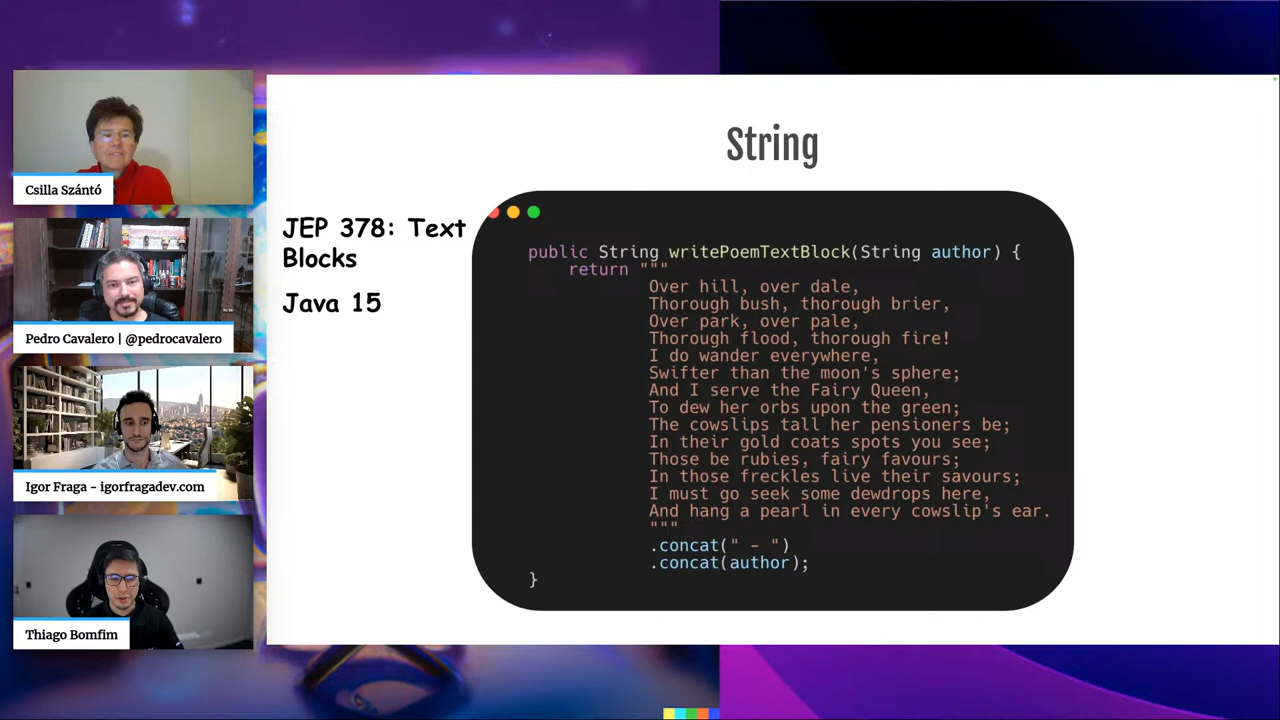 Csilla Szántó
Pedro Cavalero | @pedrocavalero
Igor Fraga - igorfragadev.com
Thiago Bomfim
String
JEP 378: Text
Blocks
Java 15
public String writePoemTextBlock(String author) {
return """
Over hill, over dale,
Thorough bush, thorough brier,
Over park, over pale,
Thorough flood, thorough fire!
I do wander everywhere,
Swifter than the moon's sphere;
And I serve the Fairy Queen,
To dew her orbs upon the green;
The cowslips tall her pensioners be;
In their gold coats spots you see;
Those be rubies, fairy favours;
In those freckles live their savours;
I must go seek some dewdrops here,
And hang a pearl in every cowslip's ear.
"""
.concat(" - ")
.concat(author);
}